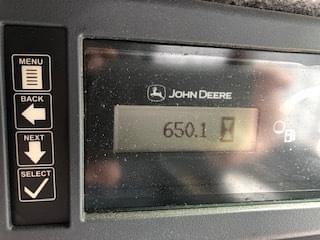 MENU
BACK
NEXT
SELECT
JOHN DEERE
650.1